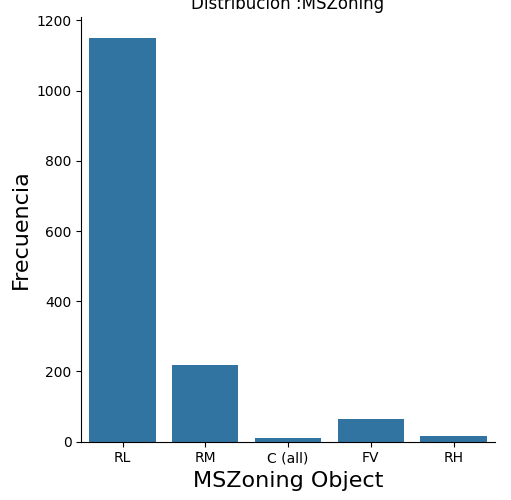 Distribución :MSZoning
1200
1000
800
600
400
200
0
Frecuencia
RL RM C (all) FV RH
MSZoning Object